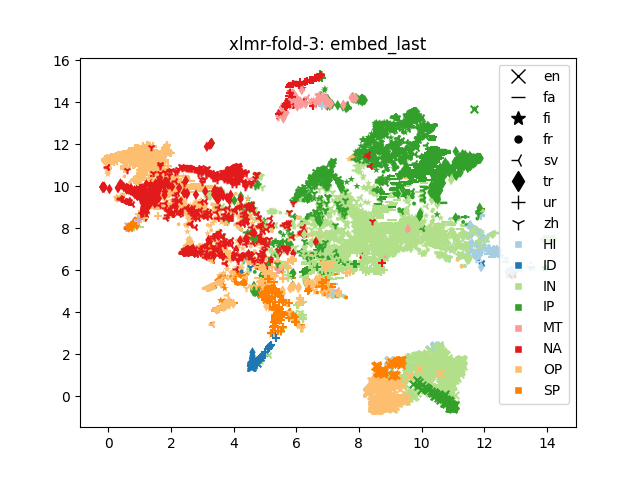 xlmr-fold-3: embed_last
16
14
12
10
8
6
4
2
0
0 2 4 6 8 10 12 14
en
fa
fi
fr
sv
tr
ur
zh
HI
ID
IN
IP
MT
NA
OP
SP